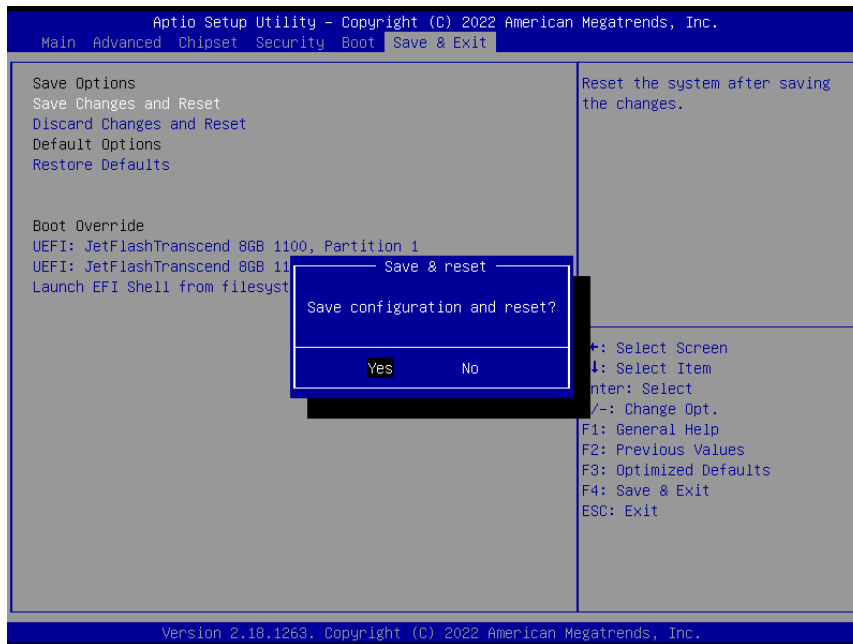 Aptio Setup Utility – Copyright (C) 2022 American Megatrends, Inc.
Main Advanced Chipset Security Boot Save & Exit
Save Options
Save Changes and Reset
Discard Changes and Reset
Default Options
Restore Defaults
Boot Override
UEFI: JetFlashTranscend 8GB 1100, Partition 1
UEFI: JetFlashTranscend 8GB 11
Launch EFI Shell from filesyst
Save & reset
Save configuration and reset?
Yes No
Reset the system after saving
the changes.
←: Select Screen
↓: Select Item
nter: Select
/-: Change Opt.
F1: General Help
F2: Previous Values
F3: Optimized Defaults
F4: Save & Exit
ESC: Exit
Version 2.18.1263. Copyright (C) 2022 American Megatrends, Inc.